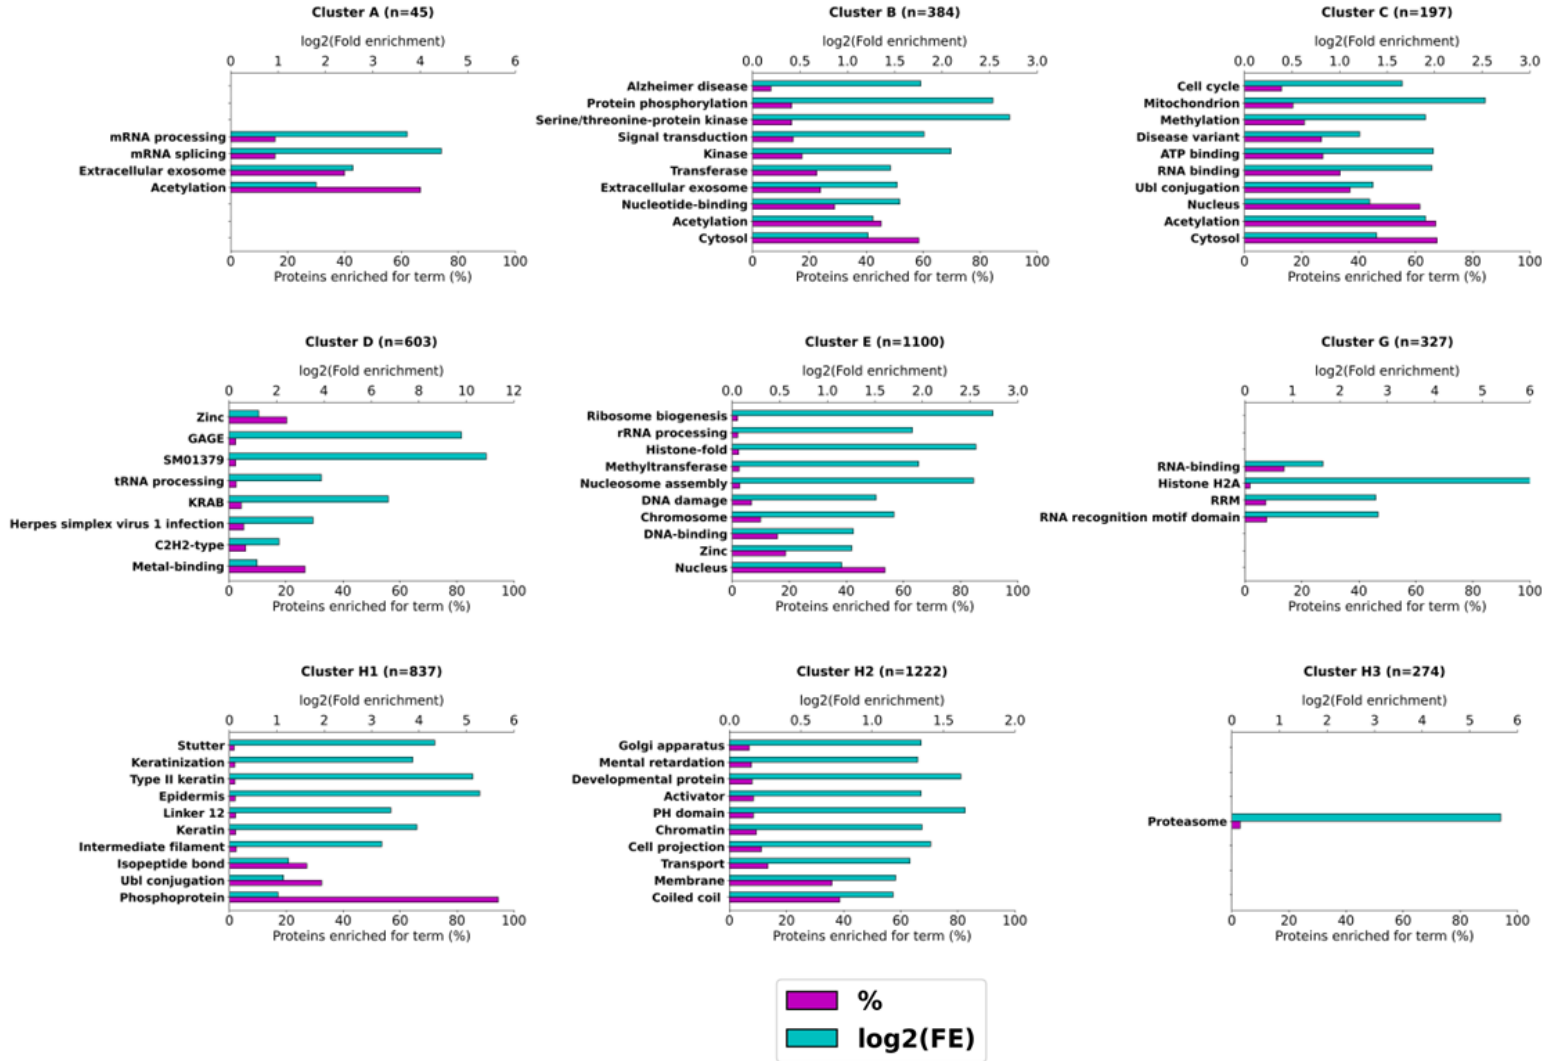 Cluster A (n=45)
log2(Fold enrichment)
0 1 2 3 4 5 6
mRNA processing
mRNA splicing
Extracellular exosome
Acetylation
0 20 40 60 80 100
Proteins enriched for term (%)
Cluster B (n=384)
log2(Fold enrichment)
0.0 0.5 1.0 1.5 2.0 2.5 3.0
Alzheimer disease
Protein phosphorylation
Serine/threonine-protein kinase
Signal transduction
Kinase
Transferase
Extracellular exosome
Nucleotide-binding
Acetylation
Cytosol
0 20 40 60 80 100
Proteins enriched for term (%)
Cluster C (n=197)
log2(Fold enrichment)
0.0 0.5 1.0 1.5 2.0 2.5 3.0
Cell cycle
Mitochondrion
Methylation
Disease variant
ATP binding
RNA binding
Ubl conjugation
Nucleus
Acetylation
Cytosol
0 20 40 60 80 100
Proteins enriched for term (%)
Cluster D (n=603)
log2(Fold enrichment)
0 2 4 6 8 10 12
Zinc
GAGE
SM01379
tRNA processing
KRAB
Herpes simplex virus 1 infection
C2H2-type
Metal-binding
0 20 40 60 80 100
Proteins enriched for term (%)
Cluster E (n=1100)
log2(Fold enrichment)
0.0 0.5 1.0 1.5 2.0 2.5 3.0
Ribosome biogenesis
rRNA processing
Histone-fold
Methyltransferase
Nucleosome assembly
DNA damage
Chromosome
DNA-binding
Zinc
Nucleus
0 20 40 60 80 100
Proteins enriched for term (%)
Cluster G (n=327)
log2(Fold enrichment)
0 1 2 3 4 5 6
RNA-binding
Histone H2A
RRM
RNA recognition motif domain
0 20 40 60 80 100
Proteins enriched for term (%)
Cluster H1 (n=837)
log2(Fold enrichment)
0 1 2 3 4 5 6
Stutter
Keratinization
Type II keratin
Epidermis
Linker 12
Keratin
Intermediate filament
Isopeptide bond
Ubl conjugation
Phosphoprotein
0 20 40 60 80 100
Proteins enriched for term (%)
Cluster H2 (n=1222)
log2(Fold enrichment)
0.0 0.5 1.0 1.5 2.0
Golgi apparatus
Mental retardation
Developmental protein
Activator
PH domain
Chromatin
Cell projection
Transport
Membrane
Coiled coil
0 20 40 60 80 100
Proteins enriched for term (%)
Cluster H3 (n=274)
log2(Fold enrichment)
0 1 2 3 4 5 6
Proteasome
0 20 40 60 80 100
Proteins enriched for term (%)
%
log2(FE)